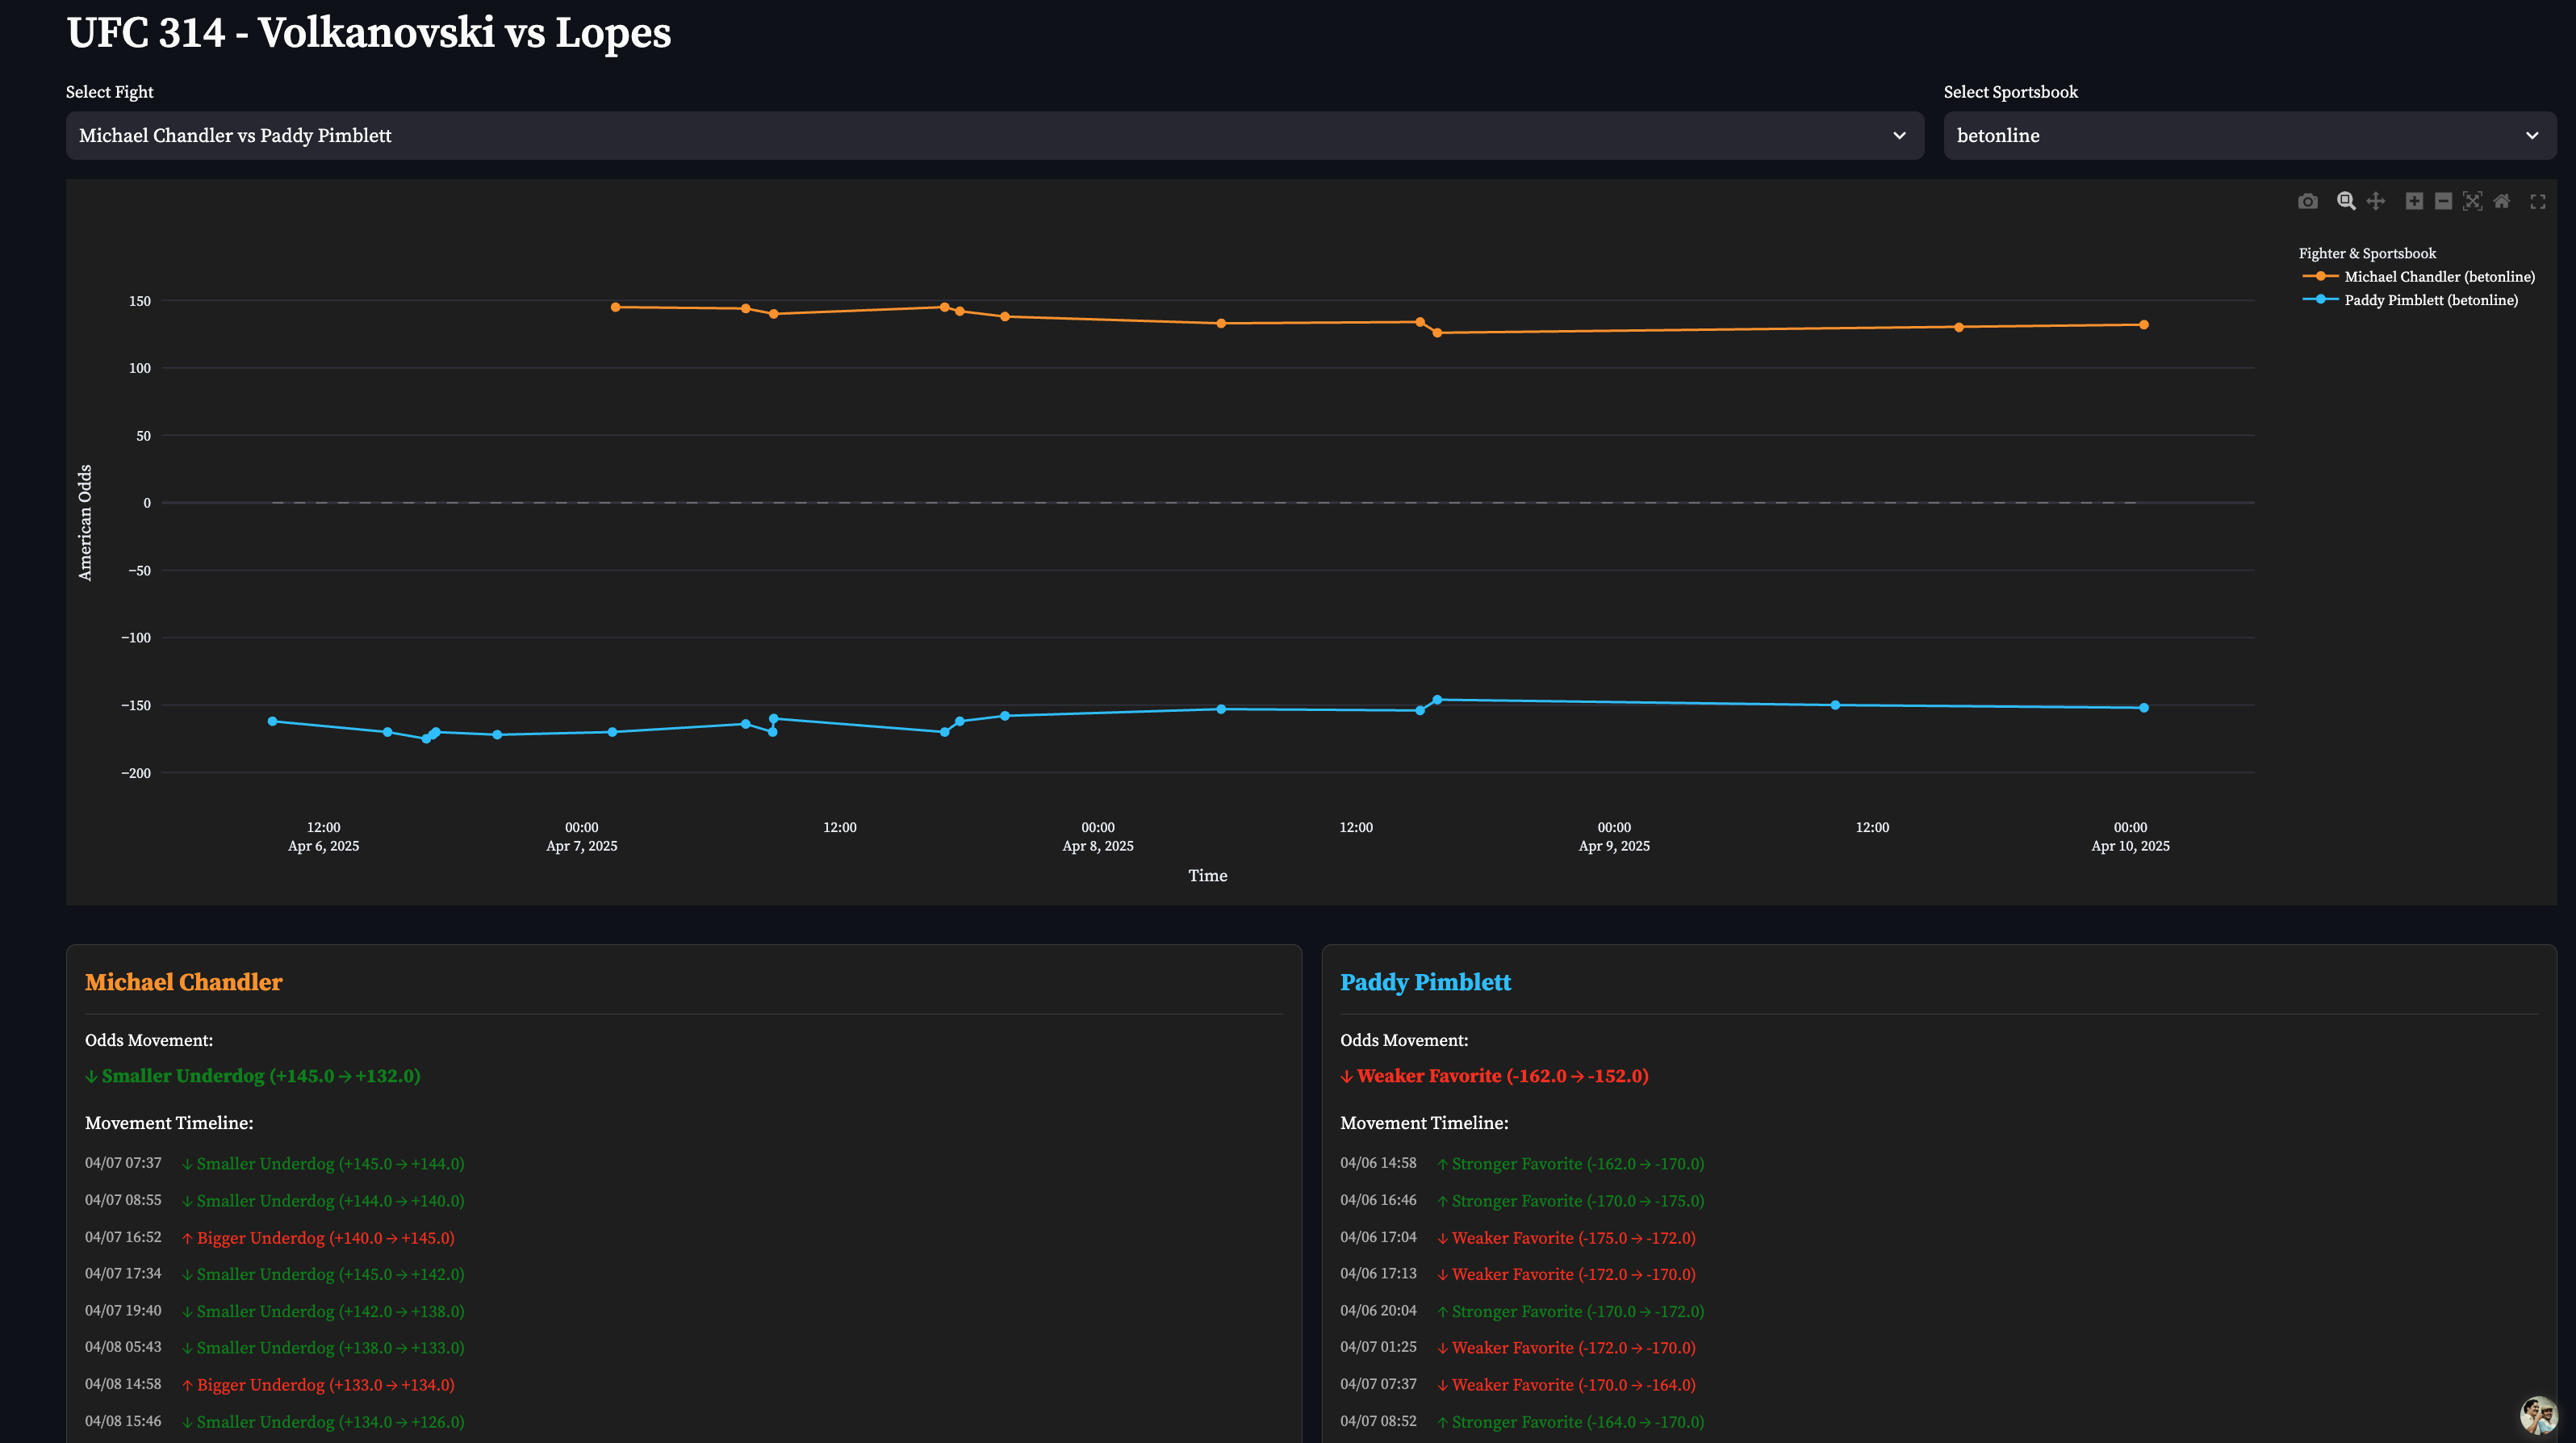 UFC 314 - Volkanovski vs Lopes
Select Fight
Michael Chandler vs Paddy Pimblett
Select Sportsbook
betonline
Fighter & Sportsbook
Michael Chandler (betonline)
Paddy Pimblett (betonline)
American Odds
150
100
50
0
−50
−100
−150
−200
12:00
Apr 6, 2025
00:00
Apr 7, 2025
12:00
00:00
Apr 8, 2025
12:00
00:00
Apr 9, 2025
12:00
00:00
Apr 10, 2025
Time
Michael Chandler
Odds Movement:
↓ Smaller Underdog (+145.0 → +132.0)
Movement Timeline:
04/07 07:37 ↓ Smaller Underdog (+145.0 → +144.0)
04/07 08:55 ↓ Smaller Underdog (+144.0 → +140.0)
04/07 16:52 ↑ Bigger Underdog (+140.0 → +145.0)
04/07 17:34 ↓ Smaller Underdog (+145.0 → +142.0)
04/07 19:40 ↓ Smaller Underdog (+142.0 → +138.0)
04/08 05:43 ↓ Smaller Underdog (+138.0 → +133.0)
04/08 14:58 ↑ Bigger Underdog (+133.0 → +134.0)
04/08 15:46 ↓ Smaller Underdog (+134.0 → +126.0)
Paddy Pimblett
Odds Movement:
↓ Weaker Favorite (-162.0 → -152.0)
Movement Timeline:
04/06 14:58 ↑ Stronger Favorite (-162.0 → -170.0)
04/06 16:46 ↑ Stronger Favorite (-170.0 → -175.0)
04/06 17:04 ↓ Weaker Favorite (-175.0 → -172.0)
04/06 17:13 ↓ Weaker Favorite (-172.0 → -170.0)
04/06 20:04 ↑ Stronger Favorite (-170.0 → -172.0)
04/07 01:25 ↓ Weaker Favorite (-172.0 → -170.0)
04/07 07:37 ↓ Weaker Favorite (-170.0 → -164.0)
04/07 08:52 ↑ Stronger Favorite (-164.0 → -170.0)